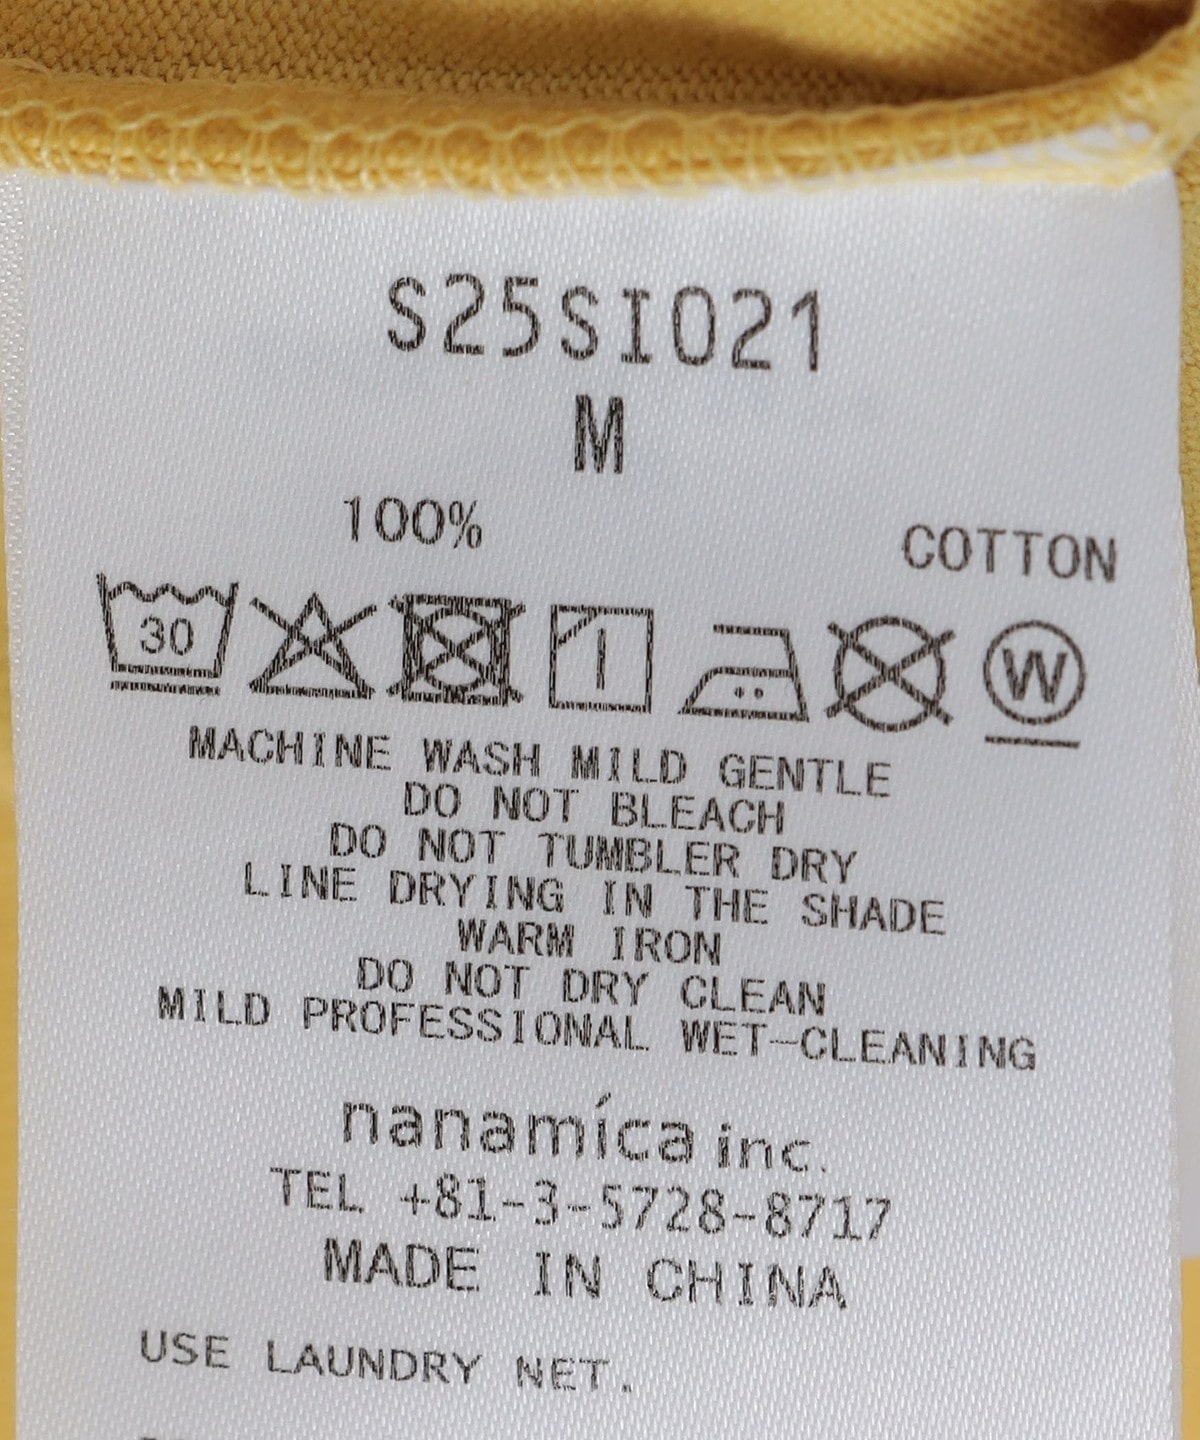 S25SI021
M
100% COTTON
30 W
MACHINE WASH MILD GENTLE
DO NOT BLEACH
DO NOT TUMBLER DRY
LINE DRYING IN THE SHADE
WARM IRON
DO NOT DRY CLEAN
MILD PROFESSIONAL WET-CLEANING
nanamíca inc.
TEL +81-3-5728-8717
MADE IN CHINA
USE LAUNDRY NET.